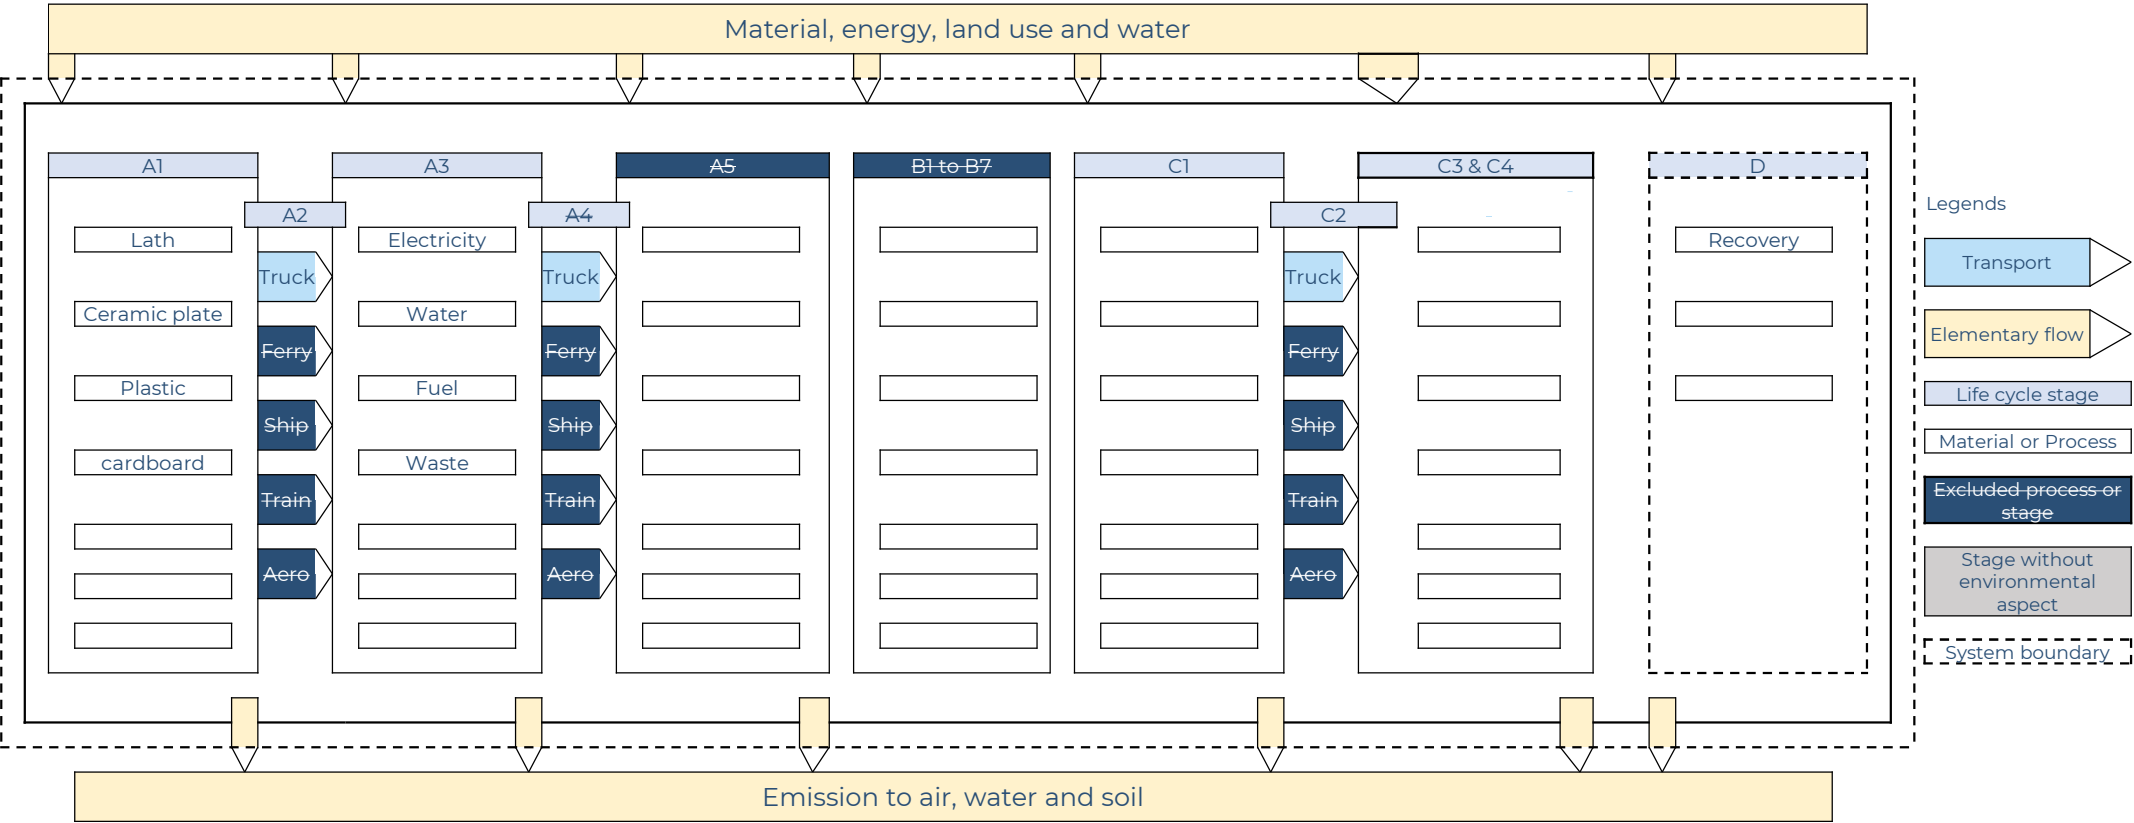 Material, energy, land use and water
A1
A3
A5
B1 to B7
C1
C3 & C4
D
A2
A4
C2
Lath
Ceramic plate
Plastic
cardboard
Truck
Ferry
Ship
Train
Aero
Electricity
Water
Fuel
Waste
Truck
Ferry
Ship
Train
Aero
Truck
Ferry
Ship
Train
Aero
Recovery
Legends
Transport
Elementary flow
Life cycle stage
Material or Process
Excluded process or
stage
Stage without
environmental
aspect
System boundary
Emission to air, water and soil